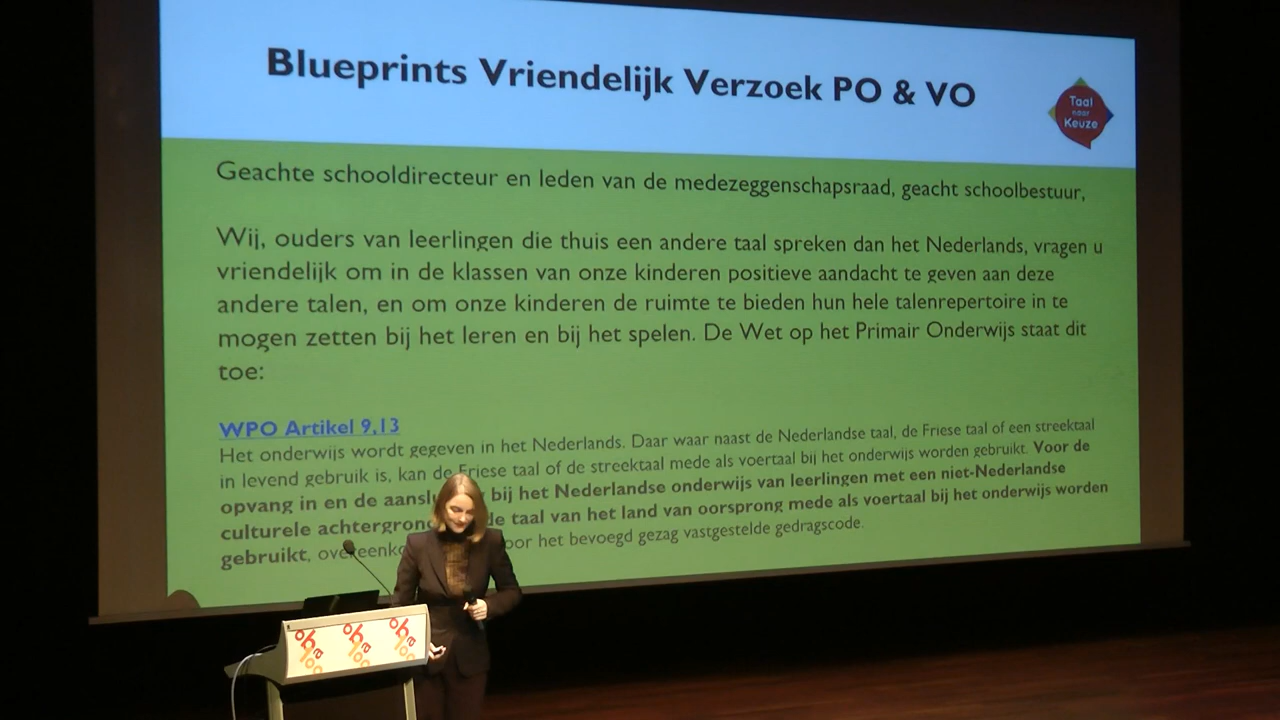 Blueprints Vriendelijk Verzoek PO & VO
Taal
naar
Keuze
Geachte schooldirecteur en leden van de medezeggenschapsraad, geacht schoolbestuur,
Wij, ouders van leerlingen die thuis een andere taal spreken dan het Nederlands, vragen u
vriendelijk om in de klassen van onze kinderen positieve aandacht te geven aan deze
andere talen, en om onze kinderen de ruimte te bieden hun hele talenrepertoire in te
mogen zetten bij het leren en bij het spelen. De Wet op het Primair Onderwijs staat dit
toe:
WPO Artikel 9,13
Het onderwijs wordt gegeven in het Nederlands. Daar waar naast de Nederlandse taal, de Friese taal of een streektaal
in levend gebruik is, kan de Friese taal of de streektaal mede als voertaal bij het onderwijs worden gebruikt. Voor de
opvang in en de bij het Nederlandse onderwijs van leerlingen met een niet-Nederlandse
culturele taal van het land van oorsprong mede als voertaal bij het onderwijs worden
gebruikt, het bevoegd gezag vastgestelde gedragscode.
oba
100
oba
100
oba
100